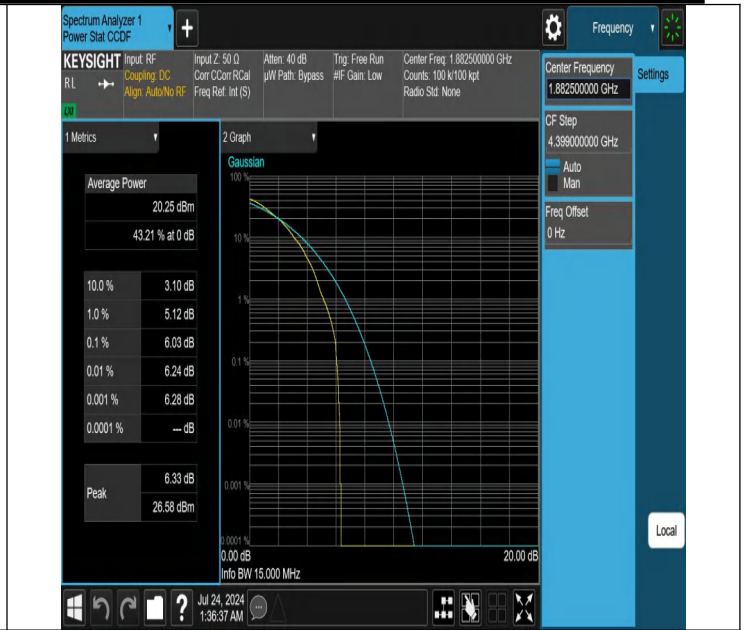 Spectrum Analyzer 1
Power Stat CCDF
+
Frequency
KEYSIGHT
RL
LXI
Input: RF
Coupling: DC
Align: Auto/No RF
Input Z: 50 Ω
Corr CCorr RCal
Freq Ref: Int (S)
Atten: 40 dB
µW Path: Bypass
Trig: Free Run
#IF Gain: Low
Center Freq: 1.882500000 GHz
Counts: 100 k/100 kpt
Radio Std: None
Center Frequency
1.882500000 GHz
Settings
CF Step
4.399000000 GHz
Auto
Man
Freq Offset
0 Hz
1 Metrics
Average Power
20.25 dBm
43.21 % at 0 dB
10.0 % 3.10 dB
1.0 % 5.12 dB
0.1 % 6.03 dB
0.01 % 6.24 dB
0.001 % 6.28 dB
0.0001 % --- dB
Peak
6.33 dB
26.58 dBm
2 Graph
Gaussian
100 %
10 %
1 %
0.1 %
0.01 %
0.001 %
0.0001 %
0.00 dB 20.00 dB
Info BW 15.000 MHz
Local
?
Jul 24, 2024
1:36:37 AM